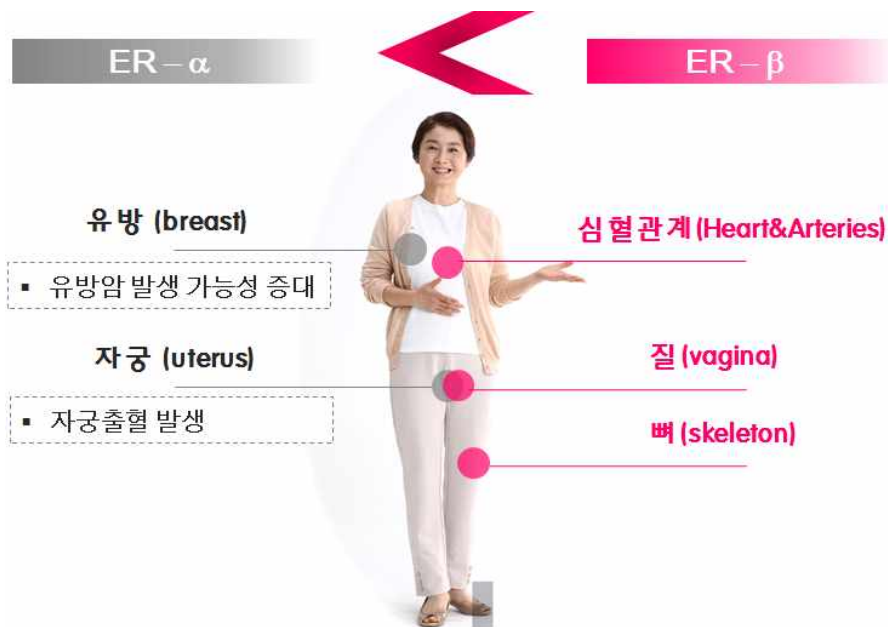 ER – α
ER – β
유방 (breast)
▪ 유방암 발생 가능성 증대
자궁 (uterus)
▪ 자궁출혈 발생
심혈관계(Heart&Arteries)
질(vagina)
뼈(skeleton)